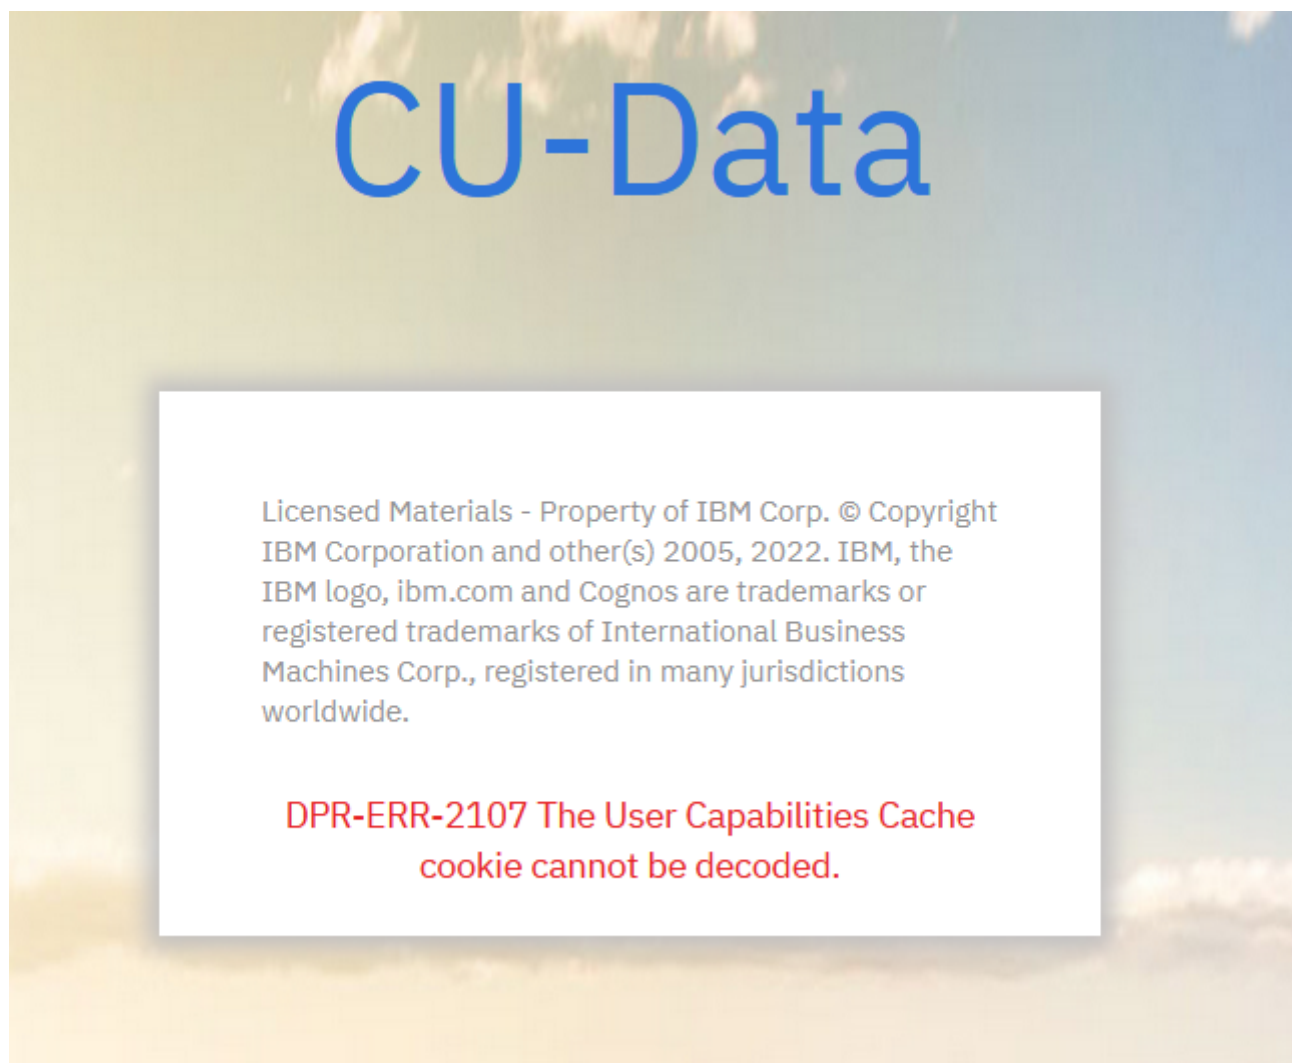 CU-Data
Licensed Materials - Property of IBM Corp. © Copyright
IBM Corporation and other(s) 2005, 2022. IBM, the
IBM logo, ibm.com and Cognos are trademarks or
registered trademarks of International Business
Machines Corp., registered in many jurisdictions
worldwide.
DPR-ERR-2107 The User Capabilities Cache
cookie cannot be decoded.